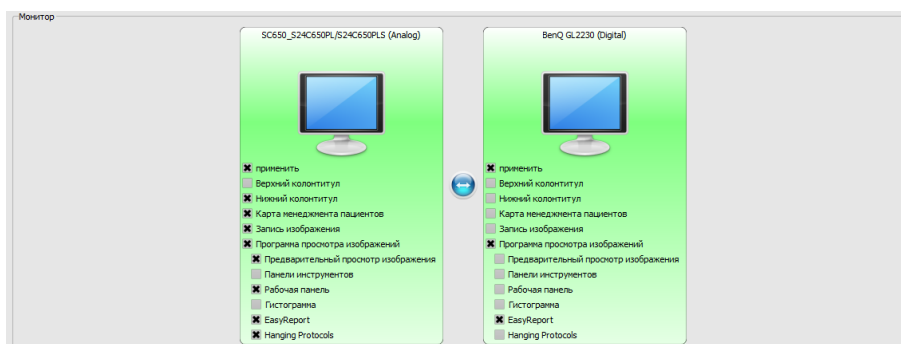 Монитор
SC650_S24C650PL/S24C650PLS (Analog)
применить
Верхний колонтитул
Нижний колонтитул
Карта менеджмента пациентов
Запись изображения
Программа просмотра изображений
Предварительный просмотр изображения
Панели инструментов
Рабочая панель
Гистограмма
EasyReport
Hanging Protocols
BenQ GL2230 (Digital)
применить
Верхний колонтитул
Нижний колонтитул
Карта менеджмента пациентов
Запись изображения
Программа просмотра изображений
Предварительный просмотр изображения
Панели инструментов
Рабочая панель
Гистограмма
EasyReport
Hanging Protocols